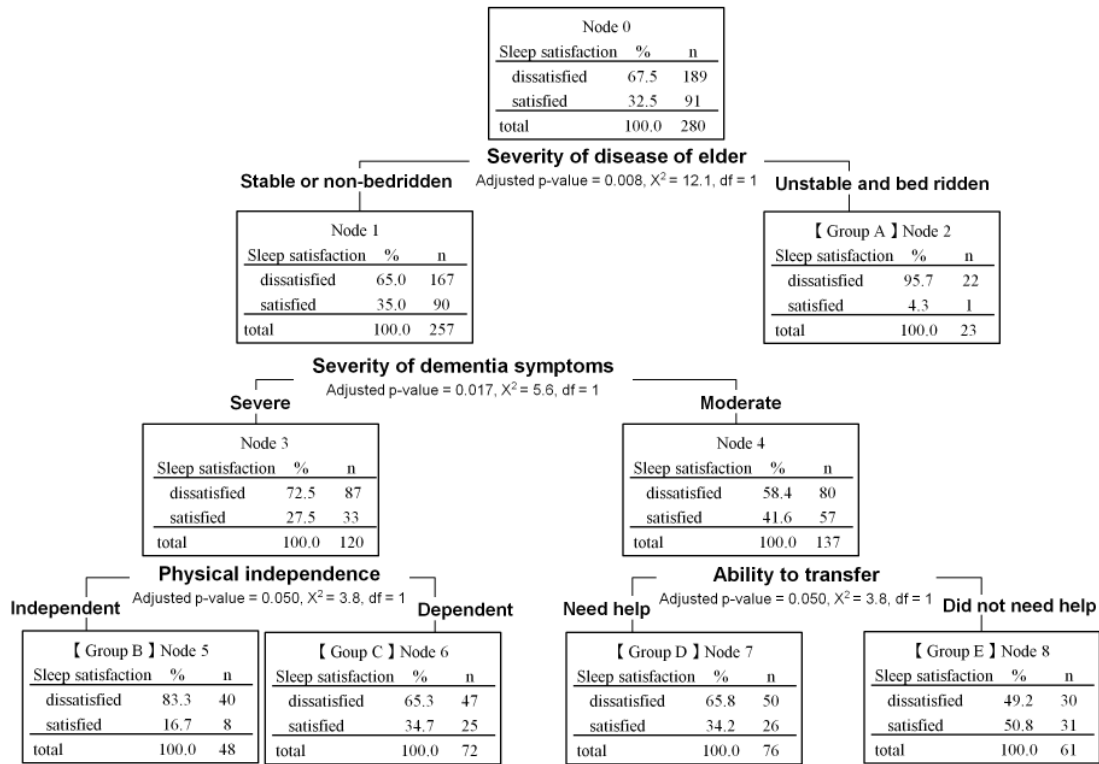 Node 0
Sleep satisfaction % n
dissatisfied 67.5 189
satisfied 32.5 91
total 100.0 280
Severity of disease of elder
Adjusted p-value = 0.008, X² = 12.1, df = 1
Stable or non-bedridden
Unstable and bed ridden
Node 1
Sleep satisfaction % n
dissatisfied 65.0 167
satisfied 35.0 90
total 100.0 257
【 Group A 】 Node 2
Sleep satisfaction % n
dissatisfied 95.7 22
satisfied 4.3 1
total 100.0 23
Severity of dementia symptoms
Adjusted p-value = 0.017, X² = 5.6, df = 1
Severe
Moderate
Node 3
Sleep satisfaction % n
dissatisfied 72.5 87
satisfied 27.5 33
total 100.0 120
Node 4
Sleep satisfaction % n
dissatisfied 58.4 80
satisfied 41.6 57
total 100.0 137
Physical independence
Adjusted p-value = 0.050, X² = 3.8, df = 1
Independent
Dependent
Ability to transfer
Adjusted p-value = 0.050, X² = 3.8, df = 1
Need help
Did not need help
【 Group B 】 Node 5
Sleep satisfaction % n
dissatisfied 83.3 40
satisfied 16.7 8
total 100.0 48
【 Goup C 】 Node 6
Sleep satisfaction % n
dissatisfied 65.3 47
satisfied 34.7 25
total 100.0 72
【 Group D 】 Node 7
Sleep satisfaction % n
dissatisfied 65.8 50
satisfied 34.2 26
total 100.0 76
【 Group E 】 Node 8
Sleep satisfaction % n
dissatisfied 49.2 30
satisfied 50.8 31
total 100.0 61